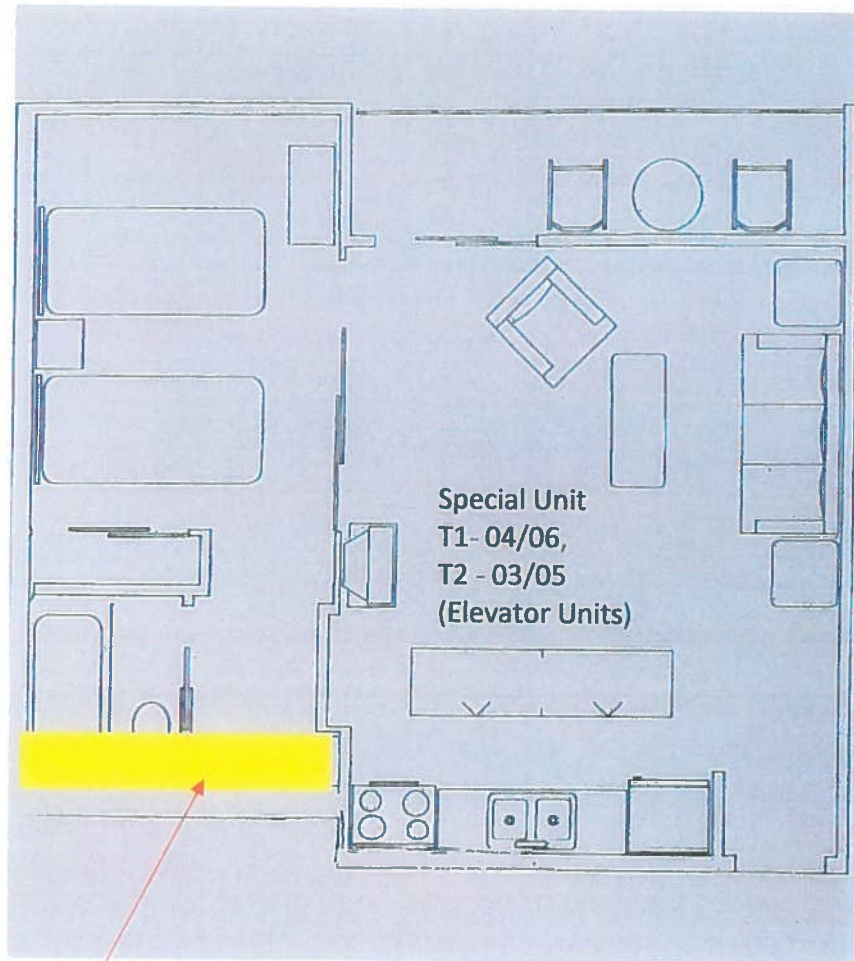 Special Unit
T1- 04/06,
T2 - 03/05
(Elevator Units)